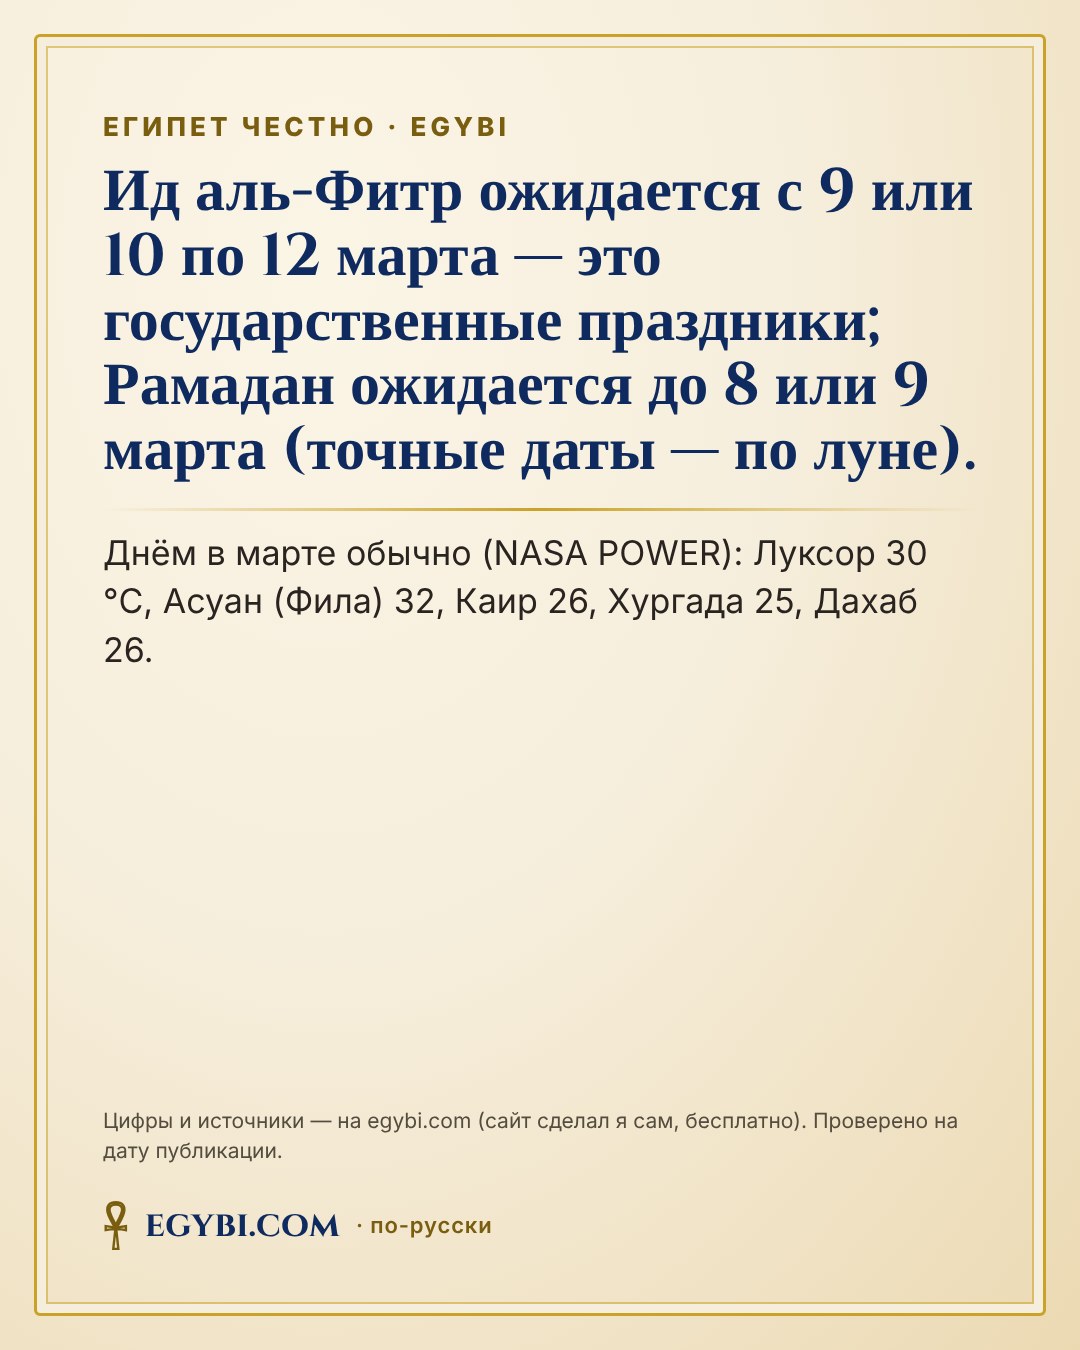 ЕГИПЕТ ЧЕСТНО · EGYBI
Ид аль-Фитр ожидается с 9 или
10 по 12 марта — это
государственные праздники;
Рамадан ожидается до 8 или 9
марта (точные даты — по луне).
Днём в марте обычно (NASA POWER): Луксор 30
°C, Асуан (Фила) 32, Каир 26, Хургада 25, Дахаб
26.
Цифры и источники — на egybi.com (сайт сделал я сам, бесплатно). Проверено на
дату публикации.
EGYBI.COM · по-русски